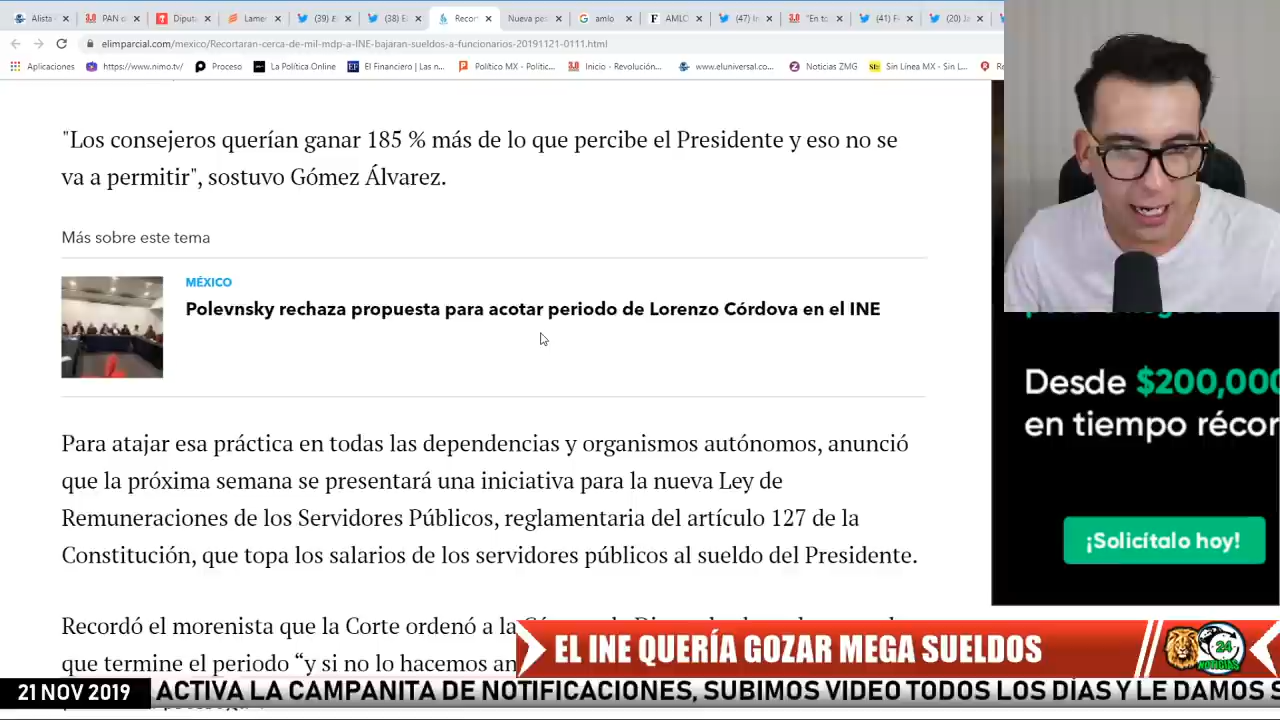 Alista
PAN d
Diputa
Lame
(39) E
(38) E
Recor
Nueva pe
amlo
AMLC
(47) In
"En to
(41) F
(20) Ja
elimparcial.com/mexico/Recortaran-cerca-de-mil-mdp-a-INE-bajaran-sueldos-a-funcionarios-20191121-0111.html
Aplicaciones
https://www.nimo.tv/
Proceso
La Política Online
El Financiero | Las n...
Político MX - Políti...
Inicio - Revolución...
www.eluniversal.co...
Noticias ZMG
Sin Línea MX - Sin L...
"Los consejeros querían ganar 185 % más de lo que percibe el Presidente y eso no se
va a permitir", sostuvo Gómez Álvarez.
Más sobre este tema
MÉXICO
Polevnsky rechaza propuesta para acotar periodo de Lorenzo Córdova en el INE
Desde $200,000
en tiempo récor
¡Solicítalo hoy!
Para atajar esa práctica en todas las dependencias y organismos autónomos, anunció
que la próxima semana se presentará una iniciativa para la nueva Ley de
Remuneraciones de los Servidores Públicos, reglamentaria del artículo 127 de la
Constitución, que topa los salarios de los servidores públicos al sueldo del Presidente.
Recordó el morenista que la Corte ordenó a la
que termine el periodo “y si no lo hacemos an
EL INE QUERÍA GOZAR MEGA SUELDOS
24
NOTICIAS
21 NOV 2019
ACTIVA LA CAMPANITA DE NOTIFICACIONES, SUBIMOS VIDEO TODOS LOS DÍAS Y LE DAMOS S